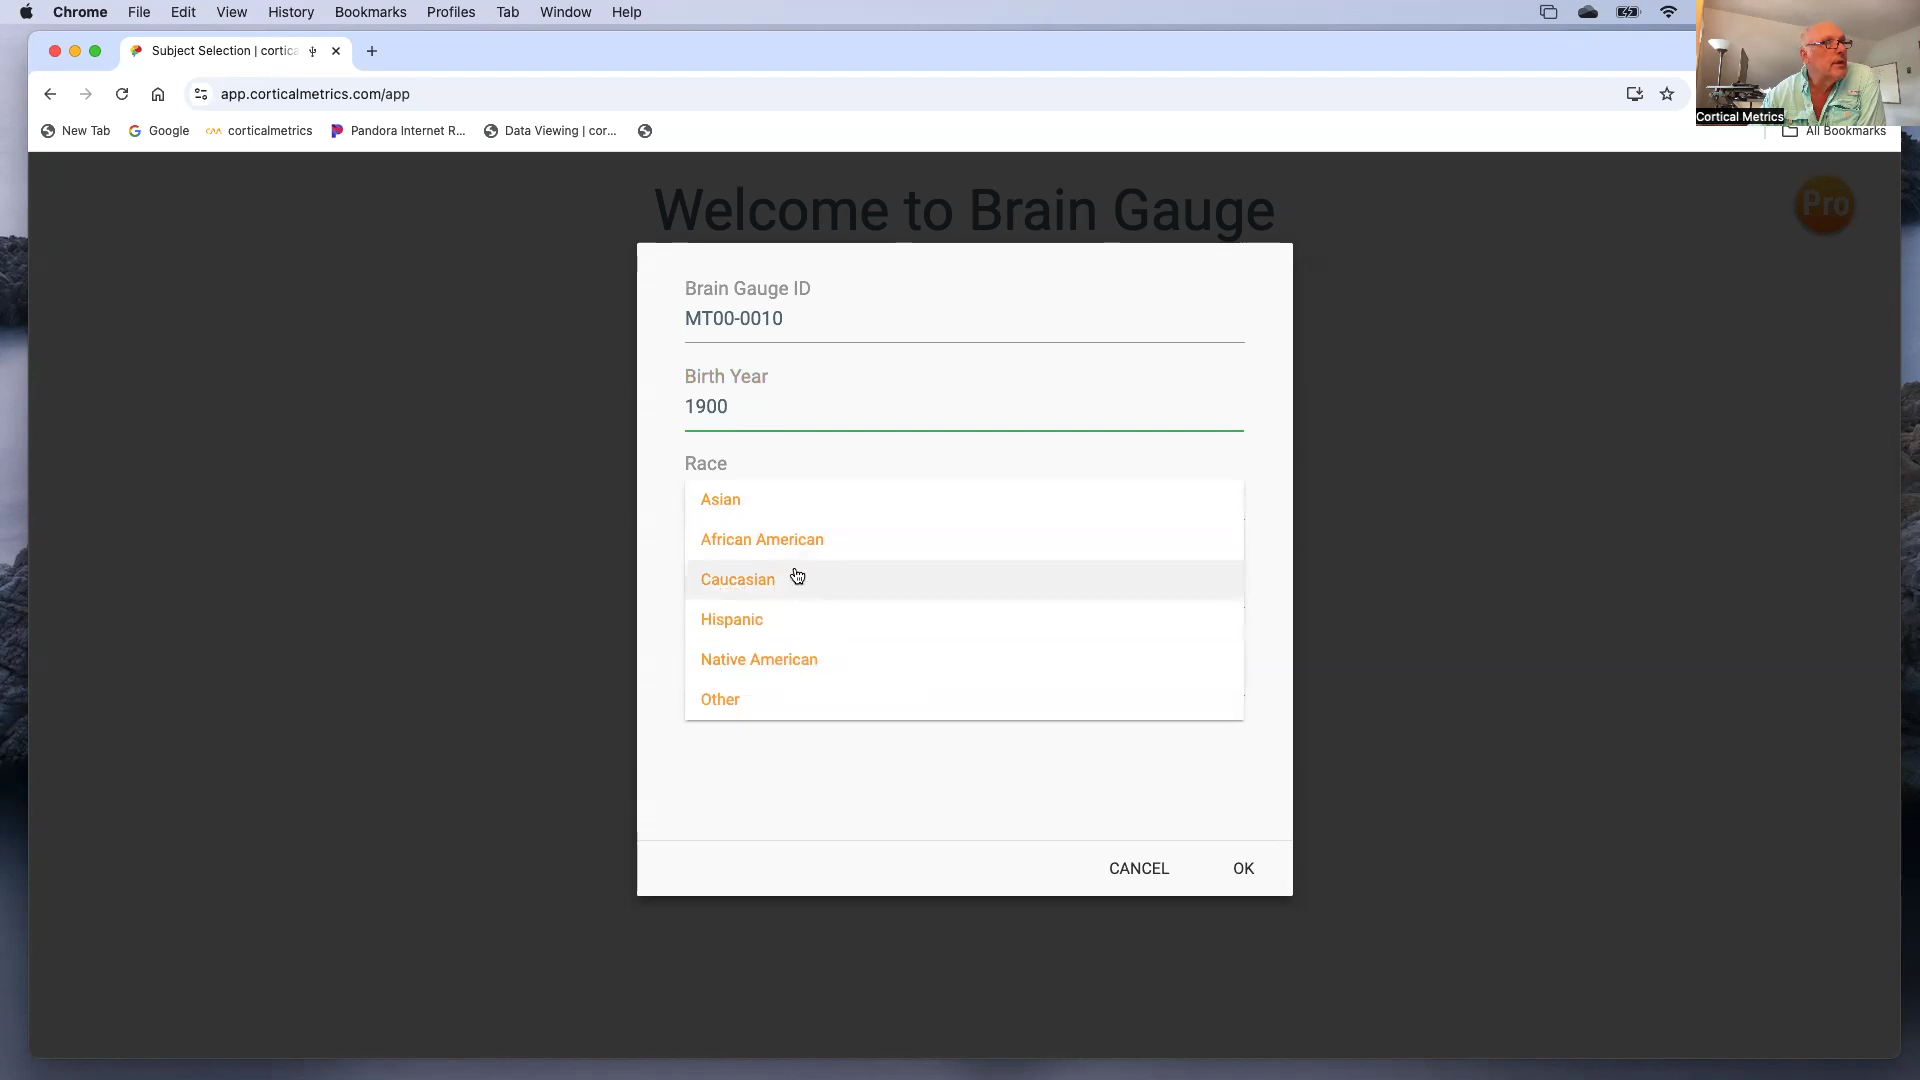 Chrome File Edit View History Bookmarks Profiles Tab Window Help
Subject Selection | cortica
app.corticalmetrics.com/app
New Tab Google corticalmetrics Pandora Internet R... Data Viewing | cor... All Bookmarks
Cortical Metrics
Welcome to Brain Gauge
Pro
Brain Gauge ID
MT00-0010
Birth Year
1900
Race
Asian
African American
Caucasian
Hispanic
Native American
Other
CANCEL OK